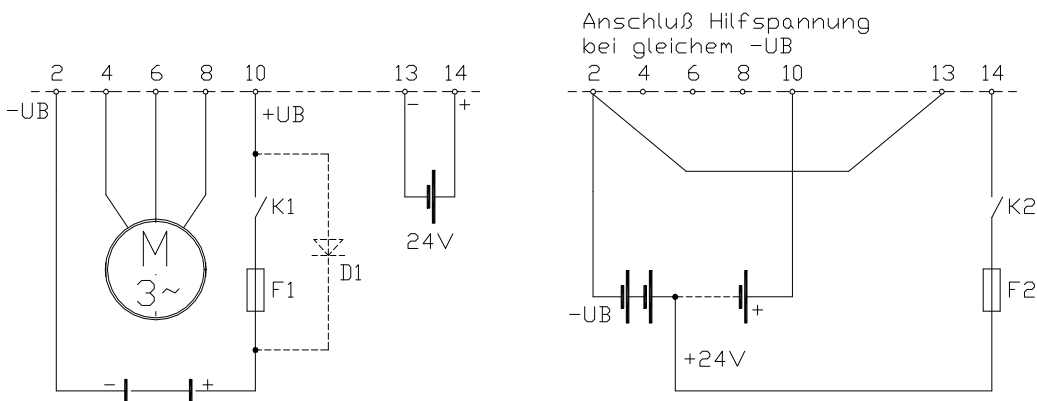 Anschluß Hilfspannung
bei gleichem -UB
2 4 6 8 10 13 14
-UB +UB - +
K1
M
3~
24V
D1
F1
- +
2 4 6 8 10 13 14
K2
F2
-UB +
+24V